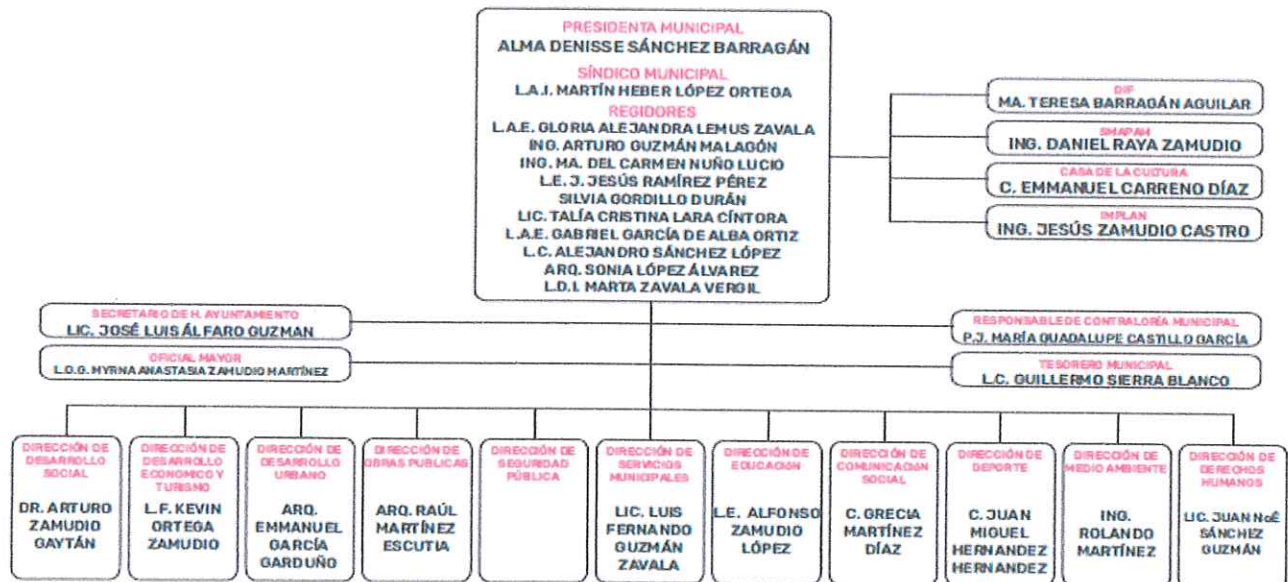 PRESIDENTA MUNICIPAL
ALMA DENISSE SÁNCHEZ BARRAGÁN
SÍNDICO MUNICIPAL
L.A.I. MARTÍN HEBER LÓPEZ ORTEGA
REGIDORES
L.A.E. GLORIA ALEJANDRA LEMUS ZAVALA
ING. ARTURO GUZMÁN MALAGÓN
ING. MA. DEL CARMEN NUÑO LUCIO
L.E. J. JESÚS RAMÍREZ PÉREZ
SILVIA GORDILLO DURÁN
LIC. TALÍA CRISTINA LARA CÍNTORA
L.A.E. GABRIEL GARCÍA DE ALBA ORTIZ
L.C. ALEJANDRO SÁNCHEZ LÓPEZ
ARQ. SONIA LÓPEZ ÁLVAREZ
L.D.I. MARTA ZAVALA VERGIL
DIF
MA. TERESA BARRAGÁN AGUILAR
SMAPAM
ING. DANIEL RAYA ZAMUDIO
CASA DE LA CULTURA
C. EMMANUEL CARRENO DÍAZ
IMPLAN
ING. JESÚS ZAMUDIO CASTRO
SECRETARIO DE H. AYUNTAMIENTO
LIC. JOSÉ LUIS ÁLFARO GUZMAN
OFICIAL MAYOR
L.O.G. MYRNA ANASTASIA ZAMUDIO MARTÍNEZ
RESPONSABLE DE CONTRALORÍA MUNICIPAL
P.J. MARÍA GUADALUPE CASTILLO GARCÍA
TESORERO MUNICIPAL
L.C. GUILLERMO SIERRA BLANCO
DIRECCIÓN DE
DESARROLLO
SOCIAL
DR. ARTURO
ZAMUDIO
GAYTÁN
DIRECCIÓN DE
DESARROLLO
ECONOMICO Y
TURISMO
L.F. KEVIN
ORTEGA
ZAMUDIO
DIRECCIÓN DE
DESARROLLO
URBANO
ARQ.
EMMANUEL
GARCÍA
GARDUÑO
DIRECCIÓN DE
OBRAS PUBLICAS
ARQ. RAÚL
MARTÍNEZ
ESCUTIA
DIRECCIÓN DE
SEGURIDAD
PÚBLICA
DIRECCIÓN DE
SERVICIOS
MUNICIPALES
LIC. LUIS
FERNANDO
GUZMÁN
ZAVALA
DIRECCIÓN DE
EDUCACIÓN
L.E. ALFONSO
ZAMUDIO
LÓPEZ
DIRECCIÓN DE
COMUNICACIÓN
SOCIAL
C. GRECIA
MARTÍNEZ
DÍAZ
DIRECCIÓN DE
DEPORTE
C. JUAN
MIGUEL
HERNANDEZ
HERNANDEZ
DIRECCIÓN DE
MEDIO AMBIENTE
ING.
ROLANDO
MARTÍNEZ
DIRECCIÓN DE
DERECHOS
HUMANOS
LIC. JUAN NOÉ
SÁNCHEZ
GUZMÁN